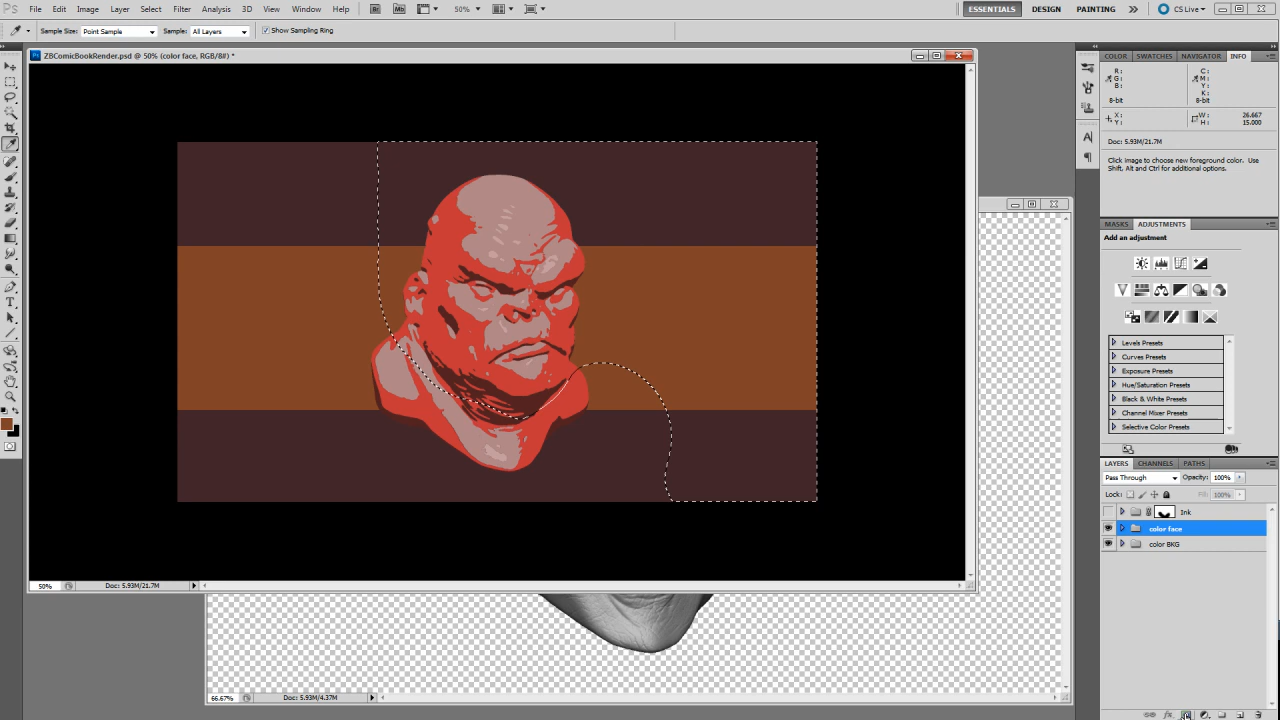 Ps File Edit Image Layer Select Filter Analysis 3D View Window Help Br Mb 50% ESSENTIALS DESIGN PAINTING CS Live
Sample Size: Point Sample Sample: All Layers Show Sampling Ring
Ps ZBComicBookRender.psd @ 50% (color face, RGB/8#) *
COLOR SWATCHES NAVIGATOR INFO
R: C:
G: M:
B: Y:
K:
8-bit 8-bit
X: W: 26.667
Y: H: 15.000
Doc: 5.93M/21.7M
Click image to choose new foreground color. Use
Shift, Alt and Ctrl for additional options.
MASKS ADJUSTMENTS
Add an adjustment
Levels Presets
Curves Presets
Exposure Presets
Hue/Saturation Presets
Black & White Presets
Channel Mixer Presets
Selective Color Presets
LAYERS CHANNELS PATHS
Pass Through Opacity: 100%
Lock: Fill: 100%
Ink
color face
color BKG
50% Doc: 5.93M/21.7M
66.67% Doc: 5.93M/4.37M